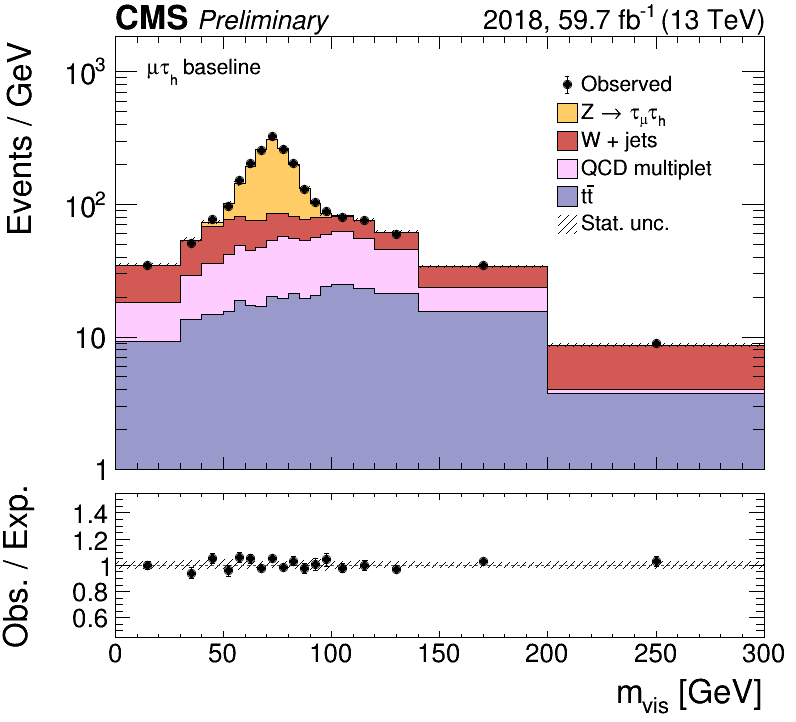 CMS Preliminary 2018, 59.7 fb⁻¹ (13 TeV)
Events / GeV
10³
10²
10
1
μτₕ baseline
Observed
Z → τ_μτₕ
W + jets
QCD multiplet
tt̄
Stat. unc.
Obs. / Exp.
1.4
1.2
1
0.8
0.6
0 50 100 150 200 250 300
m_vis [GeV]